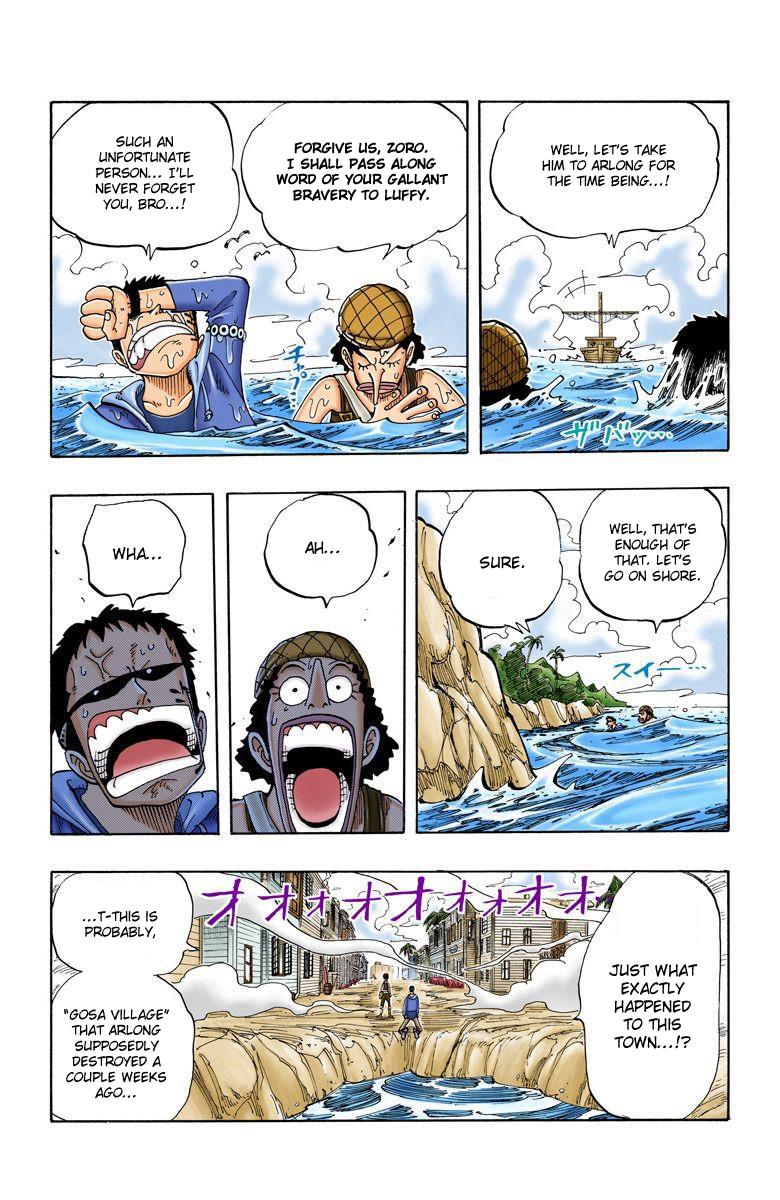 WELL, LET'S TAKE
HIM TO ARLONG FOR
THE TIME BEING...!
ザバッ…
FORGIVE US, ZORO.
I SHALL PASS ALONG
WORD OF YOUR GALLANT
BRAVERY TO LUFFY.
SUCH AN
UNFORTUNATE
PERSON... I'LL
NEVER FORGET
YOU, BRO...!
チャプ…
WELL, THAT'S
ENOUGH OF
THAT. LET'S
GO ON SHORE.
SURE.
スイー…
AH...
WHA...
JUST WHAT
EXACTLY
HAPPENED
TO THIS
TOWN...!?
オオオオオオオオ
...T-THIS IS
PROBABLY,
"GOSA VILLAGE"
THAT ARLONG
SUPPOSEDLY
DESTROYED A
COUPLE WEEKS
AGO...